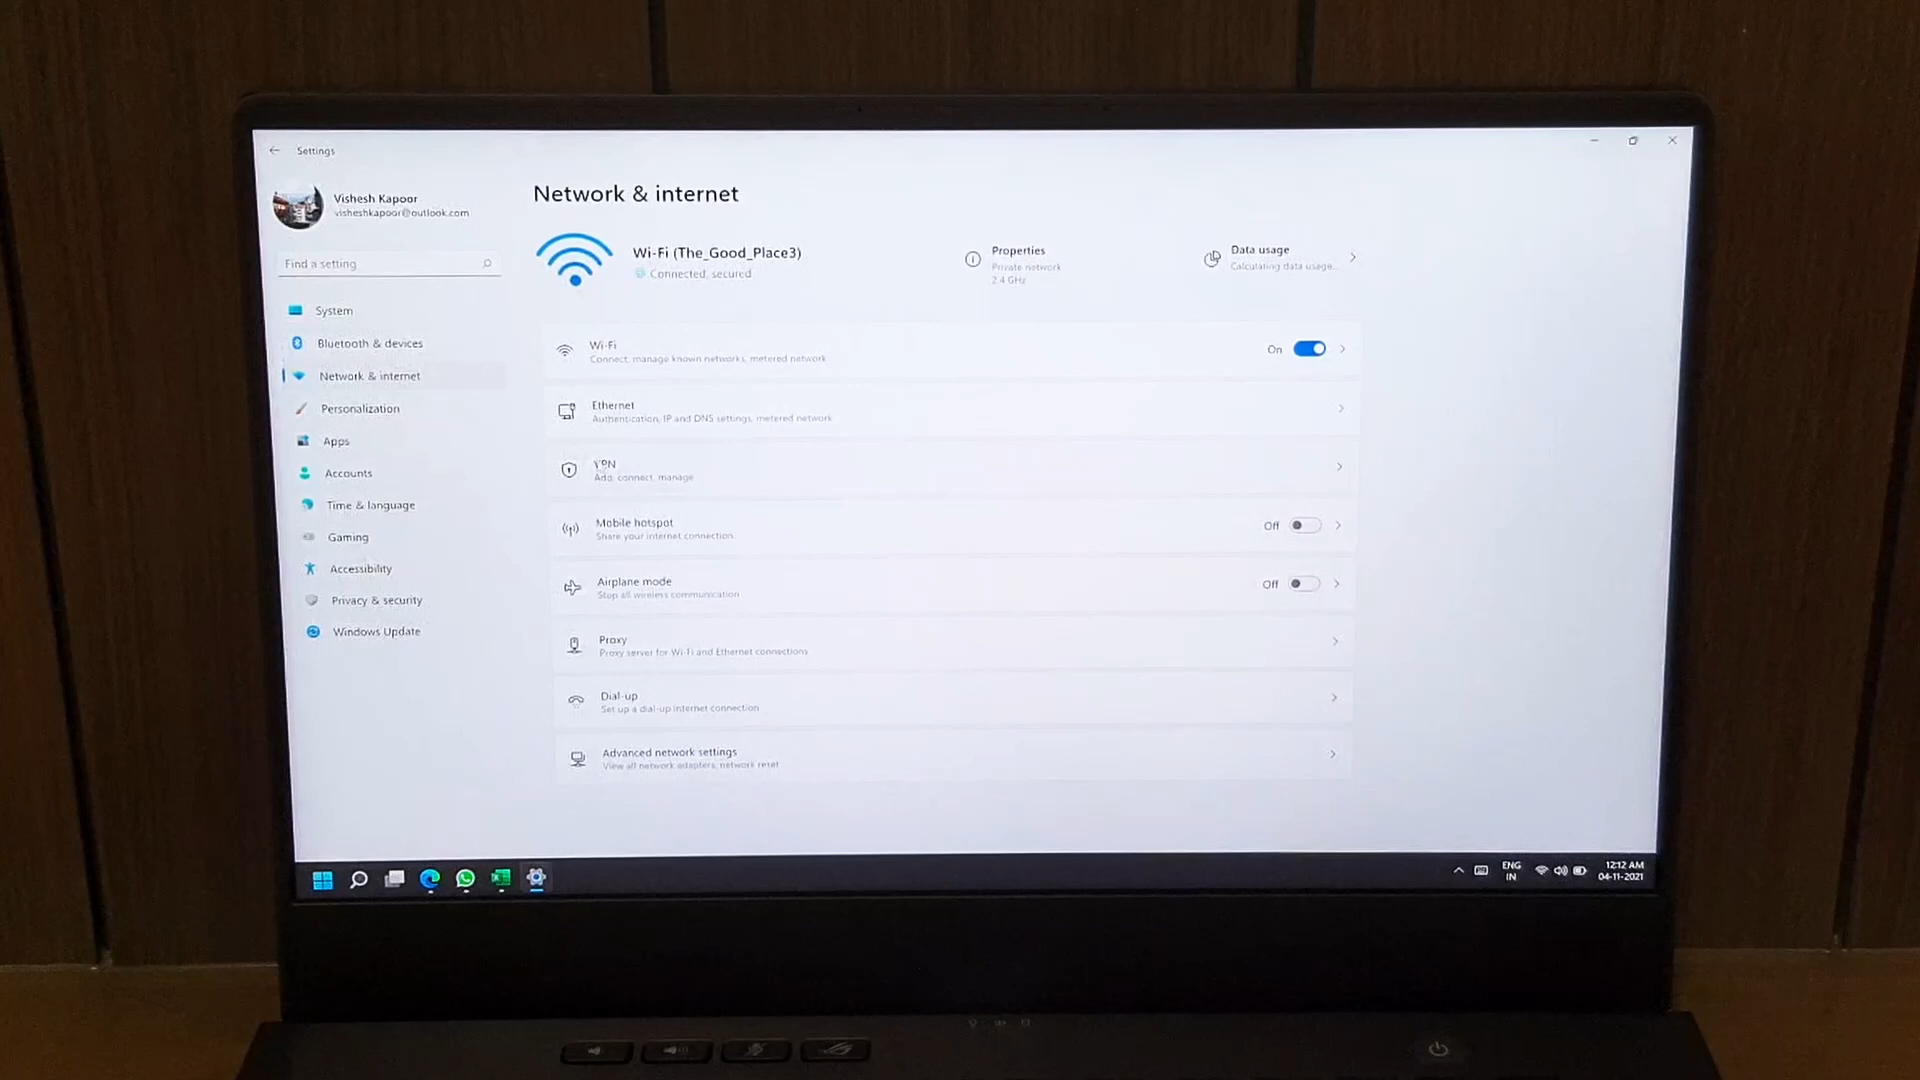 Settings
Vishesh Kapoor
visheshkapoor@outlook.com
Find a setting
System
Bluetooth & devices
Network & internet
Personalization
Apps
Accounts
Time & language
Gaming
Accessibility
Privacy & security
Windows Update
Network & internet
Wi-Fi (The_Good_Place3)
Connected, secured
Properties
Private network
2.4 GHz
Data usage
Calculating data usage...
Wi-Fi
Connect, manage known networks, metered network
On
Ethernet
Authentication, IP and DNS settings, metered network
VPN
Add, connect, manage
Mobile hotspot
Share your internet connection
Off
Airplane mode
Stop all wireless communication
Off
Proxy
Proxy server for Wi-Fi and Ethernet connections
Dial-up
Set up a dial-up internet connection
Advanced network settings
View all network adapters, network reset
ENG
IN
12:12 AM
04-11-2021